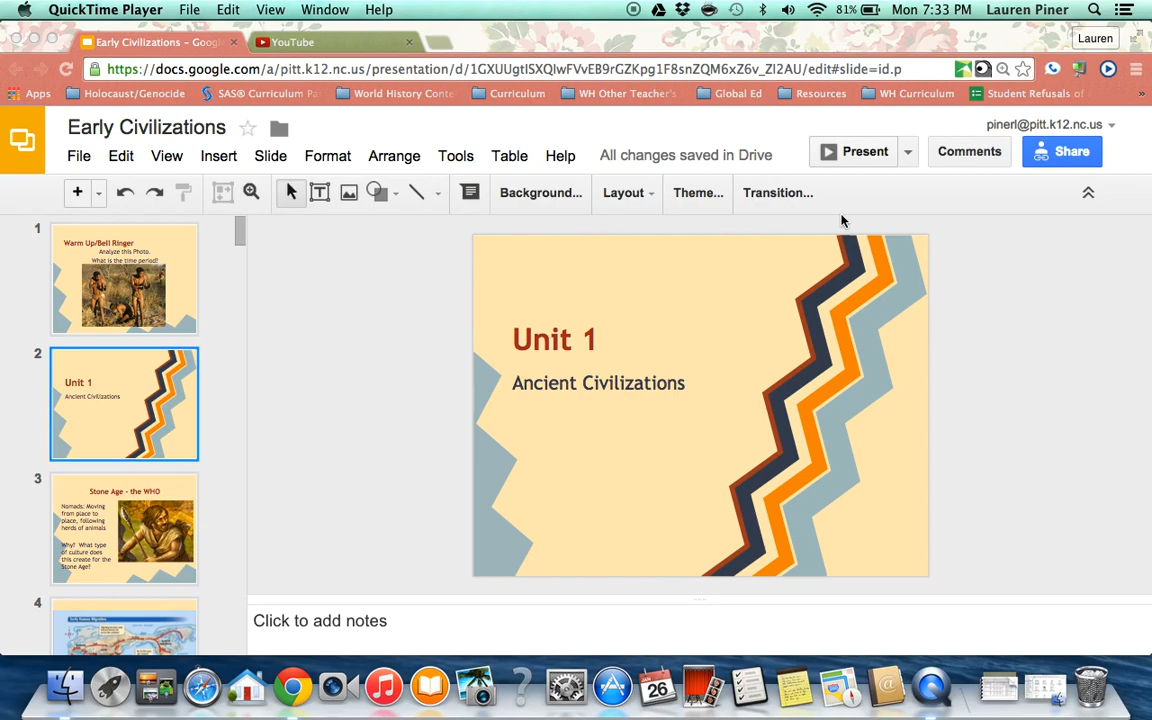 QuickTime Player File Edit View Window Help 81% Mon 7:33 PM Lauren Piner
Early Civilizations – Goog YouTube Lauren
https://docs.google.com/a/pitt.k12.nc.us/presentation/d/1GXUUgtISXQlwFVvEB9rGZKpg1F8snZQM6xZ6v_ZI2AU/edit#slide=id.p
Apps Holocaust/Genocide SAS® Curriculum Pa World History Conte Curriculum WH Other Teacher's Global Ed Resources WH Curriculum Student Refusals of »
Early Civilizations pinerl@pitt.k12.nc.us
File Edit View Insert Slide Format Arrange Tools Table Help All changes saved in Drive Present Comments Share
Background... Layout Theme... Transition...
1
Warm Up/Bell Ringer
Analyze this Photo.
What is the time period?
2
Unit 1
Ancient Civilizations
3
Stone Age - the WHO
Nomads: Moving
from place to
place, following
herds of animals
Why? What type
of culture does
this create for the
Stone Age?
4
Early Human Migration
Unit 1
Ancient Civilizations
Click to add notes
26